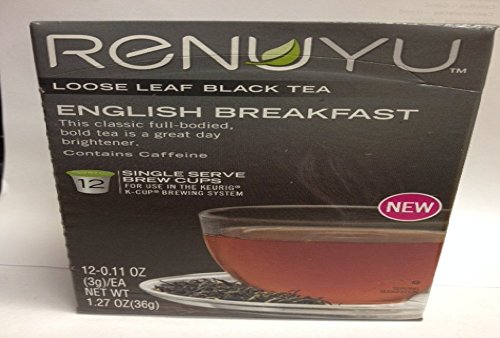 RENUYU™
LOOSE LEAF BLACK TEA
ENGLISH BREAKFAST
This classic full-bodied,
bold tea is a great day
brightener.
Contains Caffeine
12
SINGLE SERVE
BREW CUPS
FOR USE IN THE KEURIG®
K-CUP® BREWING SYSTEM
NEW
12-0.11 OZ
(3g)/EA
NET WT
1.27 OZ(36g)